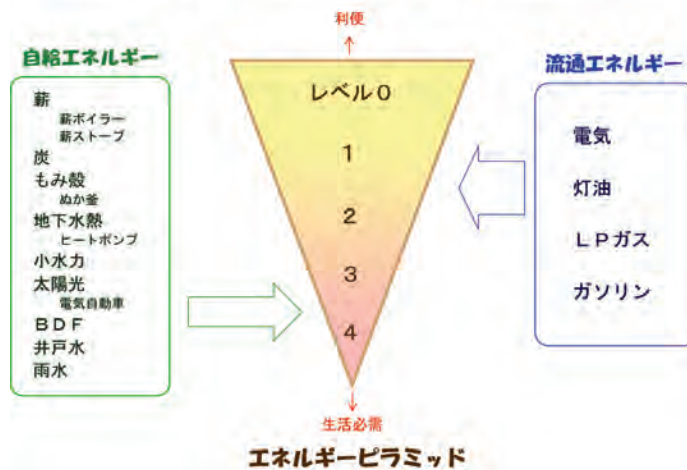 利便
自給エネルギー
薪
薪ボイラー
薪ストーブ
炭
もみ殻
ぬか釜
地下水熱
ヒートポンプ
小水力
太陽光
電気自動車
BDF
井戸水
雨水
レベル0
1
2
3
4
生活必需
流通エネルギー
電気
灯油
LPガス
ガソリン
エネルギーピラミッド